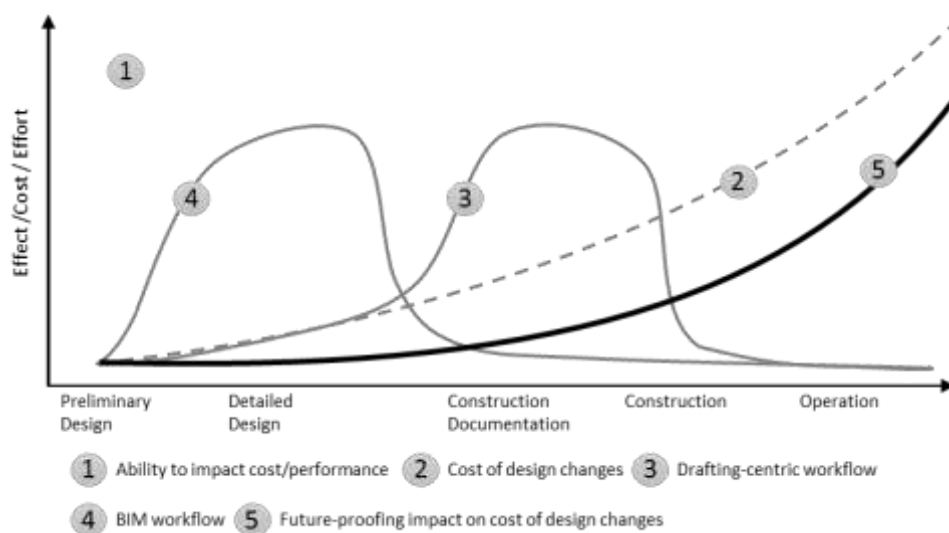 1
2
5
4
3
Effect /Cost / Effort
Preliminary
Design
Detailed
Design
Construction
Documentation
Construction
Operation
1 Ability to impact cost/performance 2 Cost of design changes 3 Drafting-centric workflow
4 BIM workflow 5 Future-proofing impact on cost of design changes